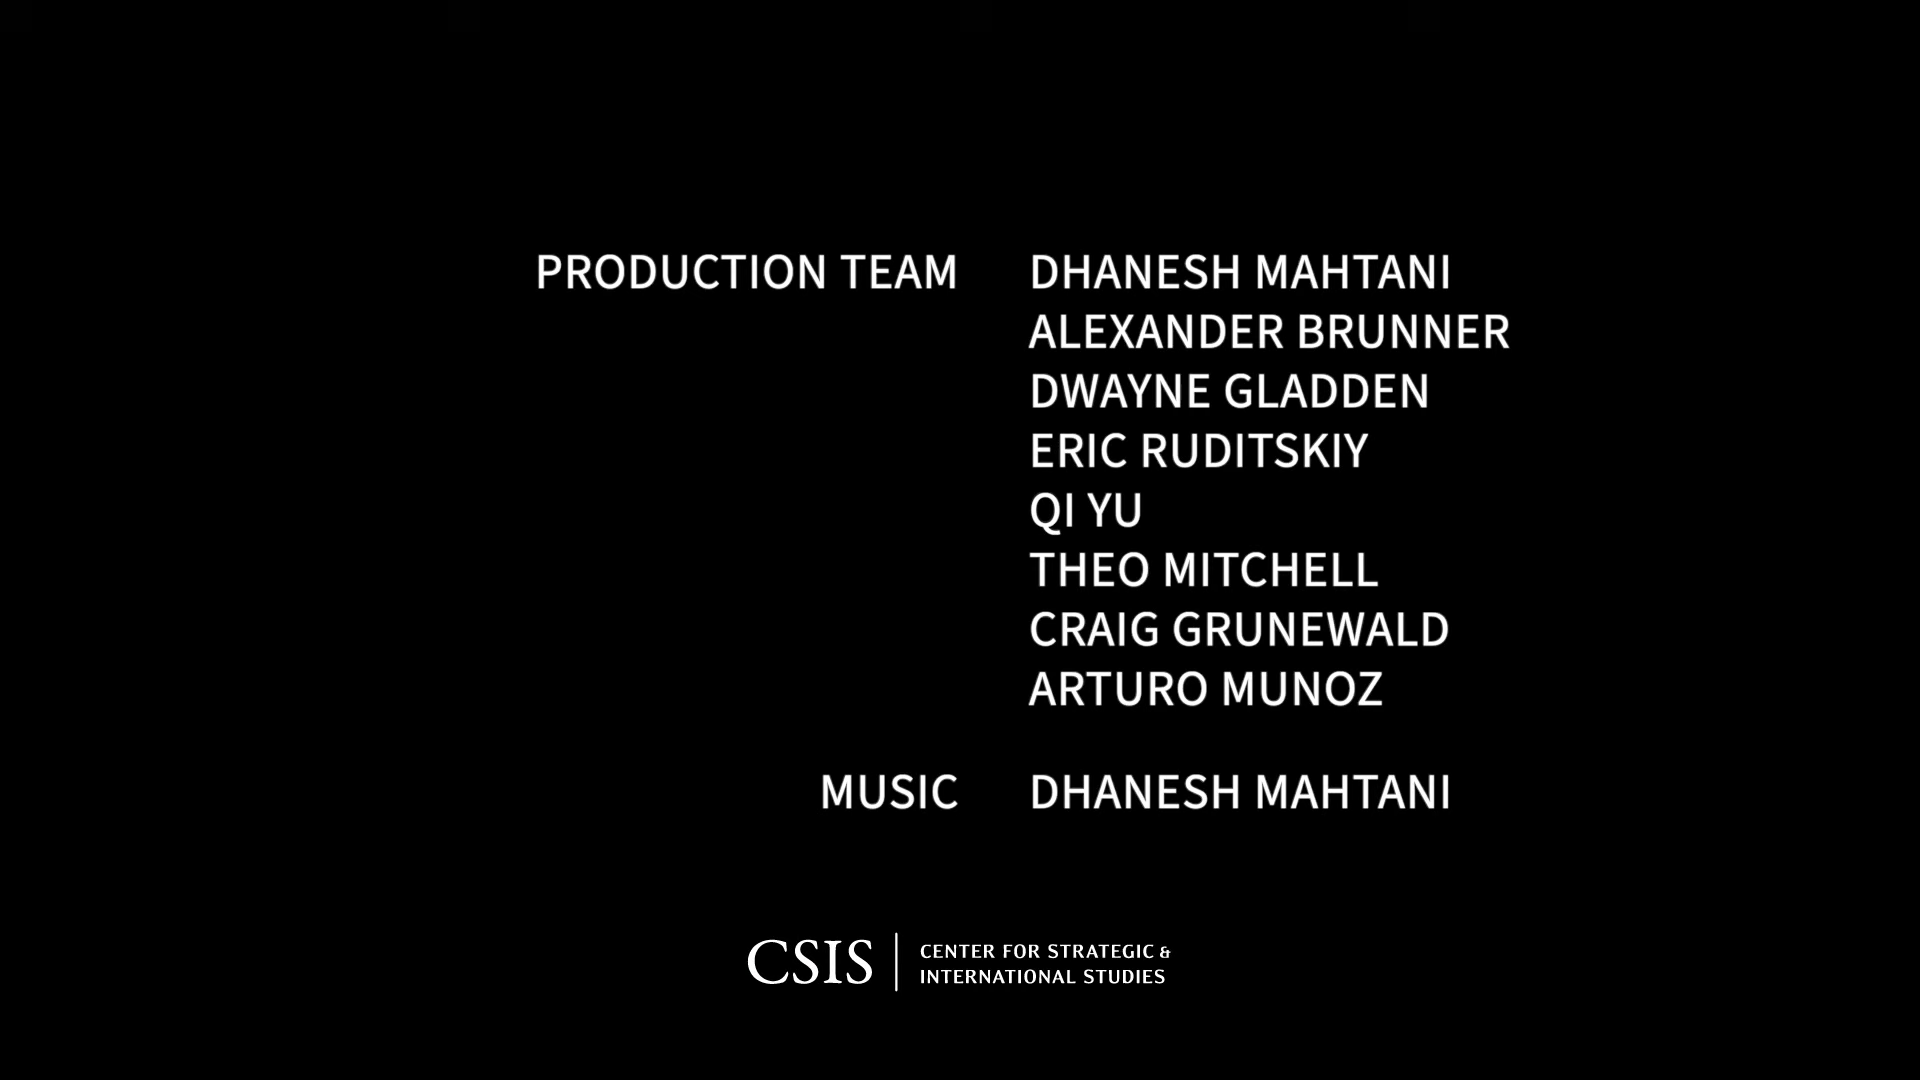 PRODUCTION TEAM DHANESH MAHTANI
ALEXANDER BRUNNER
DWAYNE GLADDEN
ERIC RUDITSKIY
QI YU
THEO MITCHELL
CRAIG GRUNEWALD
ARTURO MUNOZ
MUSIC DHANESH MAHTANI
CSIS CENTER FOR STRATEGIC &
INTERNATIONAL STUDIES